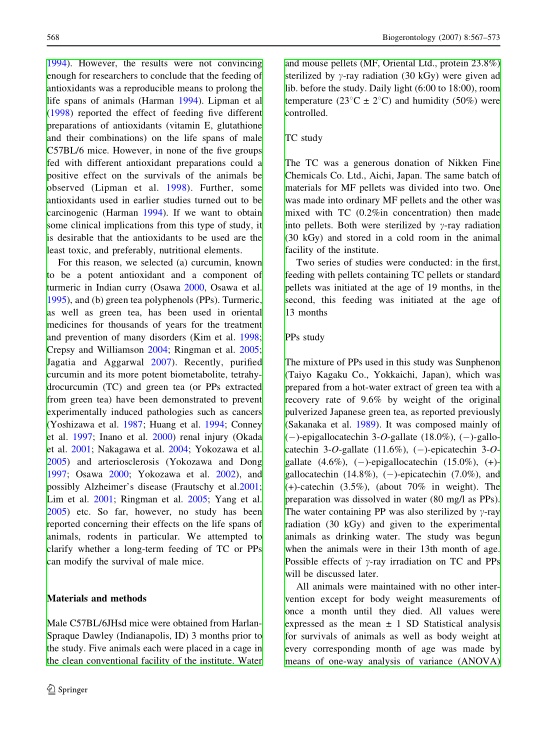 568
Biogerontology (2007) 8:567–573
1994). However, the results were not convincing
enough for researchers to conclude that the feeding of
antioxidants was a reproducible means to prolong the
life spans of animals (Harman 1994). Lipman et al
(1998) reported the effect of feeding five different
preparations of antioxidants (vitamin E, glutathione
and their combinations) on the life spans of male
C57BL/6 mice. However, in none of the five groups
fed with different antioxidant preparations could a
positive effect on the survivals of the animals be
observed (Lipman et al. 1998). Further, some
antioxidants used in earlier studies turned out to be
carcinogenic (Harman 1994). If we want to obtain
some clinical implications from this type of study, it
is desirable that the antioxidants to be used are the
least toxic, and preferably, nutritional elements.
For this reason, we selected (a) curcumin, known
to be a potent antioxidant and a component of
turmeric in Indian curry (Osawa 2000, Osawa et al.
1995), and (b) green tea polyphenols (PPs). Turmeric,
as well as green tea, has been used in oriental
medicines for thousands of years for the treatment
and prevention of many disorders (Kim et al. 1998;
Crepsy and Williamson 2004; Ringman et al. 2005;
Jagatia and Aggarwal 2007). Recently, purified
curcumin and its more potent biometabolite, tetrahy-
drocurcumin (TC) and green tea (or PPs extracted
from green tea) have been demonstrated to prevent
experimentally induced pathologies such as cancers
(Yoshizawa et al. 1987; Huang et al. 1994; Conney
et al. 1997; Inano et al. 2000) renal injury (Okada
et al. 2001; Nakagawa et al. 2004; Yokozawa et al.
2005) and arteriosclerosis (Yokozawa and Dong
1997; Osawa 2000; Yokozawa et al. 2002), and
possibly Alzheimer's disease (Frautschy et al.2001;
Lim et al. 2001; Ringman et al. 2005; Yang et al.
2005) etc. So far, however, no study has been
reported concerning their effects on the life spans of
animals, rodents in particular. We attempted to
clarify whether a long-term feeding of TC or PPs
can modify the survival of male mice.
Materials and methods
Male C57BL/6JHsd mice were obtained from Harlan-
Spraque Dawley (Indianapolis, ID) 3 months prior to
the study. Five animals each were placed in a cage in
the clean conventional facility of the institute. Water
and mouse pellets (MF, Oriental Ltd., protein 23.8%)
sterilized by γ-ray radiation (30 kGy) were given ad
lib. before the study. Daily light (6:00 to 18:00), room
temperature (23°C ± 2°C) and humidity (50%) were
controlled.
TC study
The TC was a generous donation of Nikken Fine
Chemicals Co. Ltd., Aichi, Japan. The same batch of
materials for MF pellets was divided into two. One
was made into ordinary MF pellets and the other was
mixed with TC (0.2%in concentration) then made
into pellets. Both were sterilized by γ-ray radiation
(30 kGy) and stored in a cold room in the animal
facility of the institute.
Two series of studies were conducted: in the first,
feeding with pellets containing TC pellets or standard
pellets was initiated at the age of 19 months, in the
second, this feeding was initiated at the age of
13 months
PPs study
The mixture of PPs used in this study was Sunphenon
(Taiyo Kagaku Co., Yokkaichi, Japan), which was
prepared from a hot-water extract of green tea with a
recovery rate of 9.6% by weight of the original
pulverized Japanese green tea, as reported previously
(Sakanaka et al. 1989). It was composed mainly of
(−)-epigallocatechin 3-O-gallate (18.0%), (−)-gallo-
catechin 3-O-gallate (11.6%), (−)-epicatechin 3-O-
gallate (4.6%), (−)-epigallocatechin (15.0%), (+)-
gallocatechin (14.8%), (−)-epicatechin (7.0%), and
(+)-catechin (3.5%), (about 70% in weight). The
preparation was dissolved in water (80 mg/l as PPs).
The water containing PP was also sterilized by γ-ray
radiation (30 kGy) and given to the experimental
animals as drinking water. The study was begun
when the animals were in their 13th month of age.
Possible effects of γ-ray irradiation on TC and PPs
will be discussed later.
All animals were maintained with no other inter-
vention except for body weight measurements of
once a month until they died. All values were
expressed as the mean ± 1 SD Statistical analysis
for survivals of animals as well as body weight at
every corresponding month of age was made by
means of one-way analysis of variance (ANOVA)
Springer